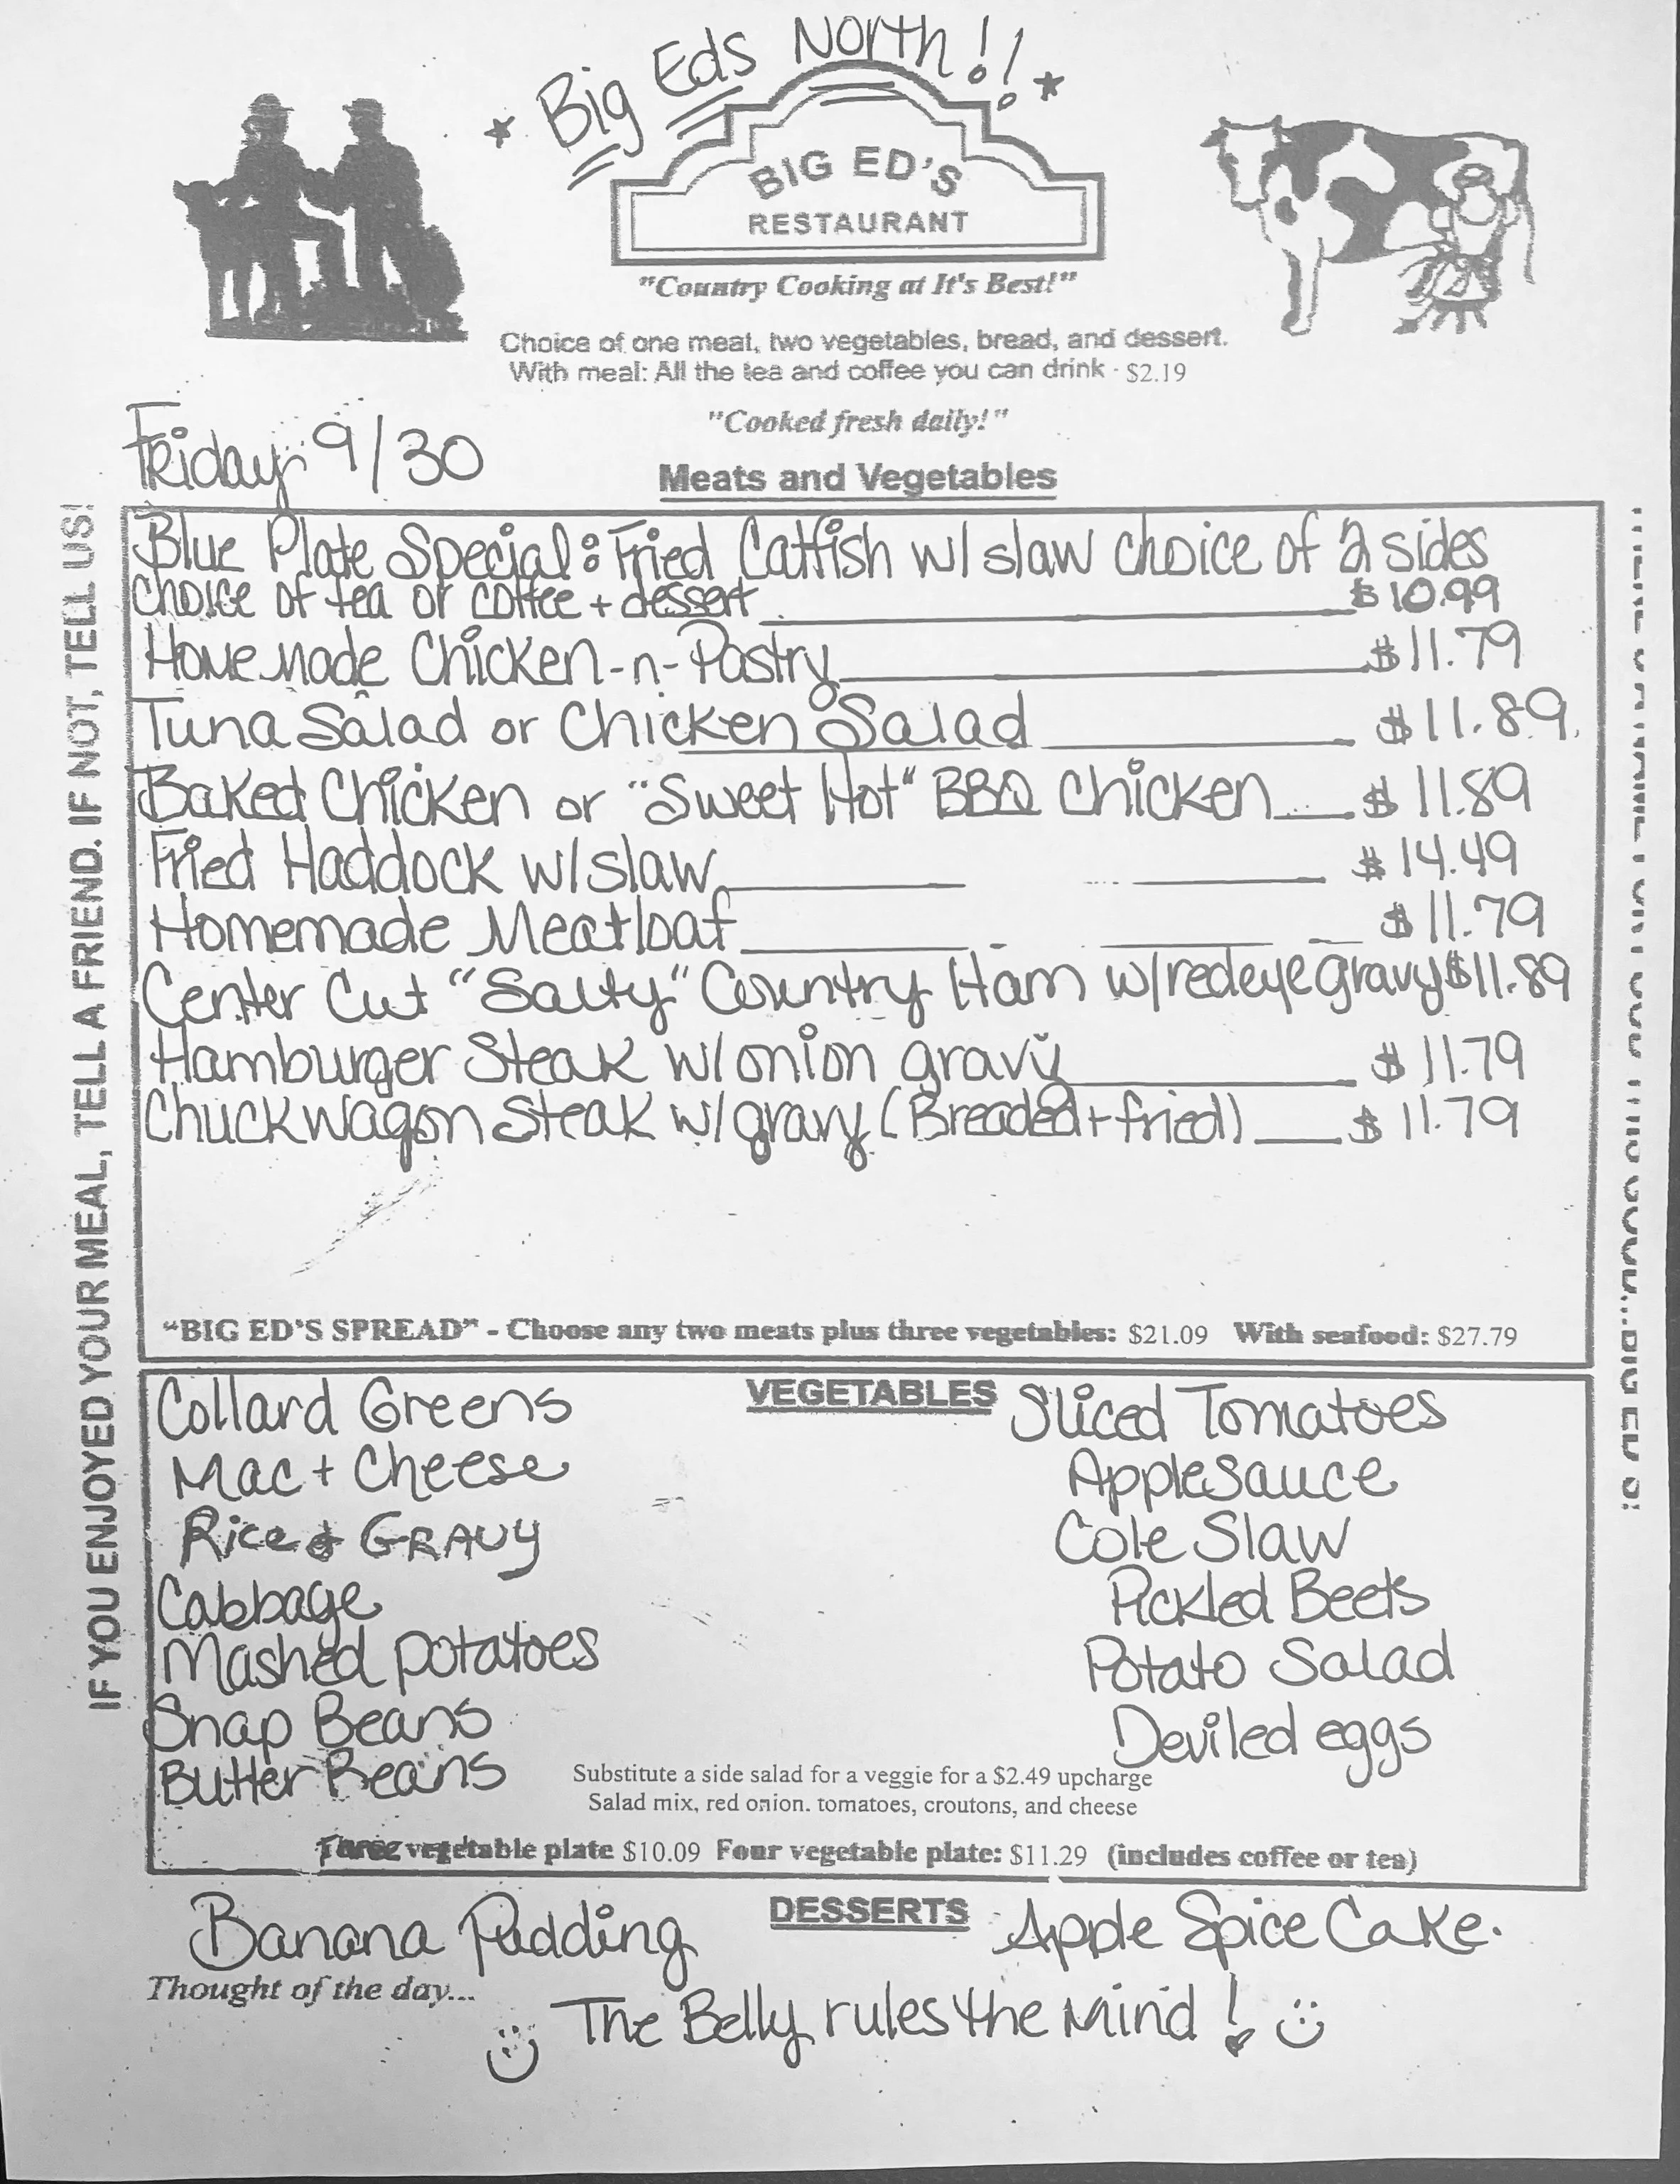 * Big Eds North!! *
BIG ED'S
RESTAURANT
"Country Cooking at It's Best!"
Choice of one meat, two vegetables, bread, and dessert.
With meal: All the tea and coffee you can drink - $2.19
"Cooked fresh daily!"
Friday 9/30
Meats and Vegetables
Blue Plate Special: Fried Catfish w/ slaw choice of 2 sides
choice of tea or coffee + dessert $10.99
Homemade Chicken-n-Pastry $11.79
Tuna Salad or Chicken Salad $11.89
Baked Chicken or "Sweet Hot" BBQ Chicken $11.89
Fried Haddock w/slaw $14.49
Homemade Meatloaf $11.79
Center Cut "Salty" Country Ham w/redeye gravy $11.89
Hamburger Steak w/onion gravy $11.79
Chuckwagon Steak w/gravy (Breaded + fried) $11.79
"BIG ED'S SPREAD" - Choose any two meats plus three vegetables: $21.09 With seafood: $27.79
VEGETABLES
Collard Greens
Mac + Cheese
Rice & GRAVY
Cabbage
Mashed potatoes
Snap Beans
Butter Beans
Sliced Tomatoes
Applesauce
Cole Slaw
Pickled Beets
Potato Salad
Deviled eggs
Substitute a side salad for a veggie for a $2.49 upcharge
Salad mix, red onion. tomatoes, croutons, and cheese
Three vegetable plate $10.09 Four vegetable plate: $11.29 (includes coffee or tea)
DESSERTS
Banana Pudding
Apple Spice Cake.
Thought of the day...
The Belly rules the Mind!
IF YOU ENJOYED YOUR MEAL, TELL A FRIEND. IF NOT, TELL US!